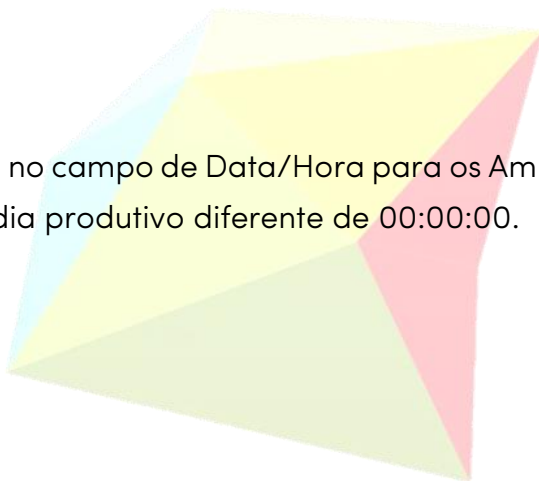 no campo de Data/Hora para os Am
dia produtivo diferente de 00:00:00.